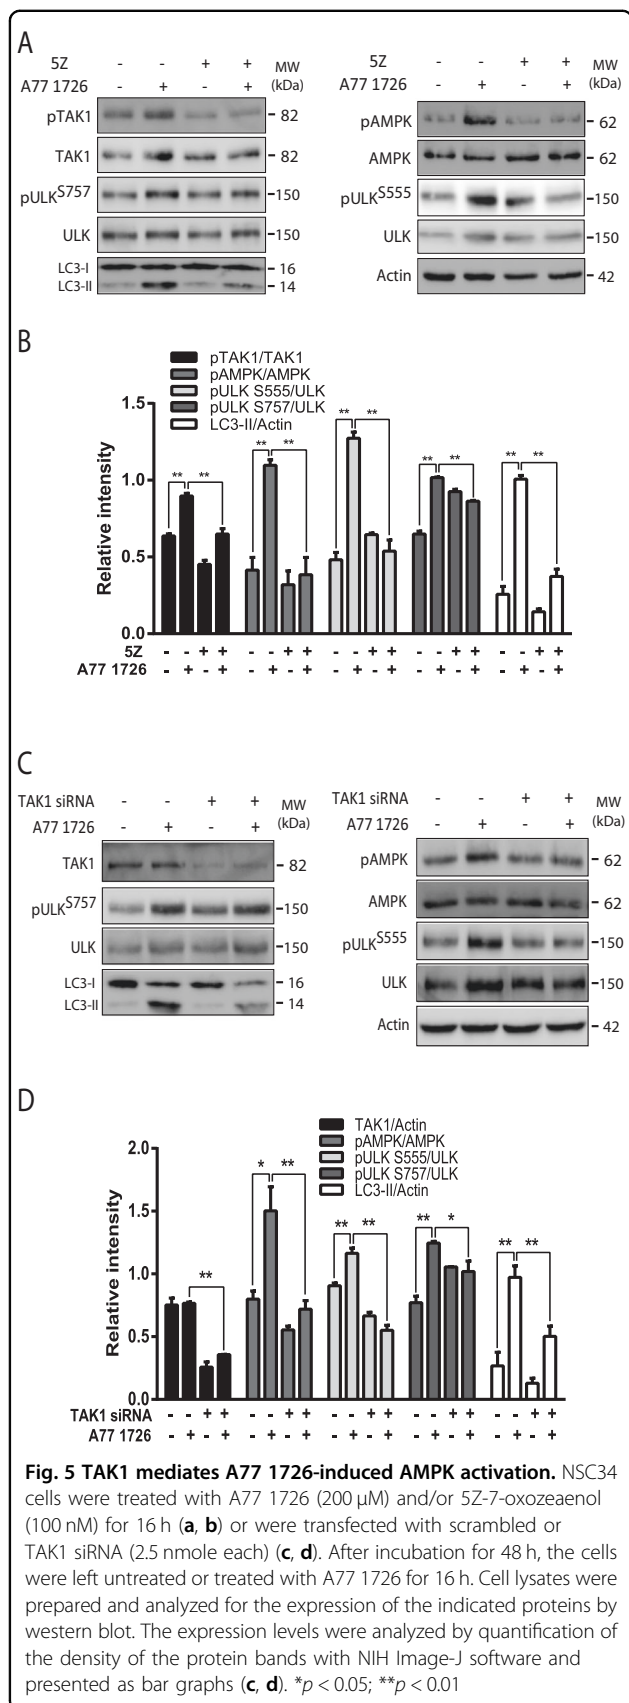 A
5Z - - + + MW
A77 1726 - + - + (kDa)
pTAK1 - 82
TAK1 - 82
pULKS757 -150
ULK -150
LC3-I - 16
LC3-II - 14
5Z - - + + MW
A77 1726 - + - + (kDa)
pAMPK - 62
AMPK - 62
pULKS555 -150
ULK -150
Actin - 42
B
pTAK1/TAK1
pAMPK/AMPK
pULK S555/ULK
pULK S757/ULK
LC3-II/Actin
Relative intensity
1.5
1.0
0.5
0.0
** ** ** ** ** ** ** ** ** **
5Z - - + + - - + + - - + + - - + + - - + +
A77 1726 - + - + - + - + - + - + - + - + - + - +
C
TAK1 siRNA - - + + MW
A77 1726 - + - + (kDa)
TAK1 - 82
pULKS757 -150
ULK -150
LC3-I - 16
LC3-II - 14
TAK1 siRNA - - + + MW
A77 1726 - + - + (kDa)
pAMPK - 62
AMPK - 62
pULKS555 -150
ULK -150
Actin - 42
D
TAK1/Actin
pAMPK/AMPK
pULK S555/ULK
pULK S757/ULK
LC3-II/Actin
Relative intensity
2.0
1.5
1.0
0.5
0.0
** * ** ** ** ** * ** **
TAK1 siRNA - - + + - - + + - - + + - - + + - - + +
A77 1726 - + - + - + - + - + - + - + - + - + - +
Fig. 5 TAK1 mediates A77 1726-induced AMPK activation. NSC34
cells were treated with A77 1726 (200 μM) and/or 5Z-7-oxozeaenol
(100 nM) for 16 h (a, b) or were transfected with scrambled or
TAK1 siRNA (2.5 nmole each) (c, d). After incubation for 48 h, the cells
were left untreated or treated with A77 1726 for 16 h. Cell lysates were
prepared and analyzed for the expression of the indicated proteins by
western blot. The expression levels were analyzed by quantification of
the density of the protein bands with NIH Image-J software and
presented as bar graphs (c, d). *p < 0.05; **p < 0.01